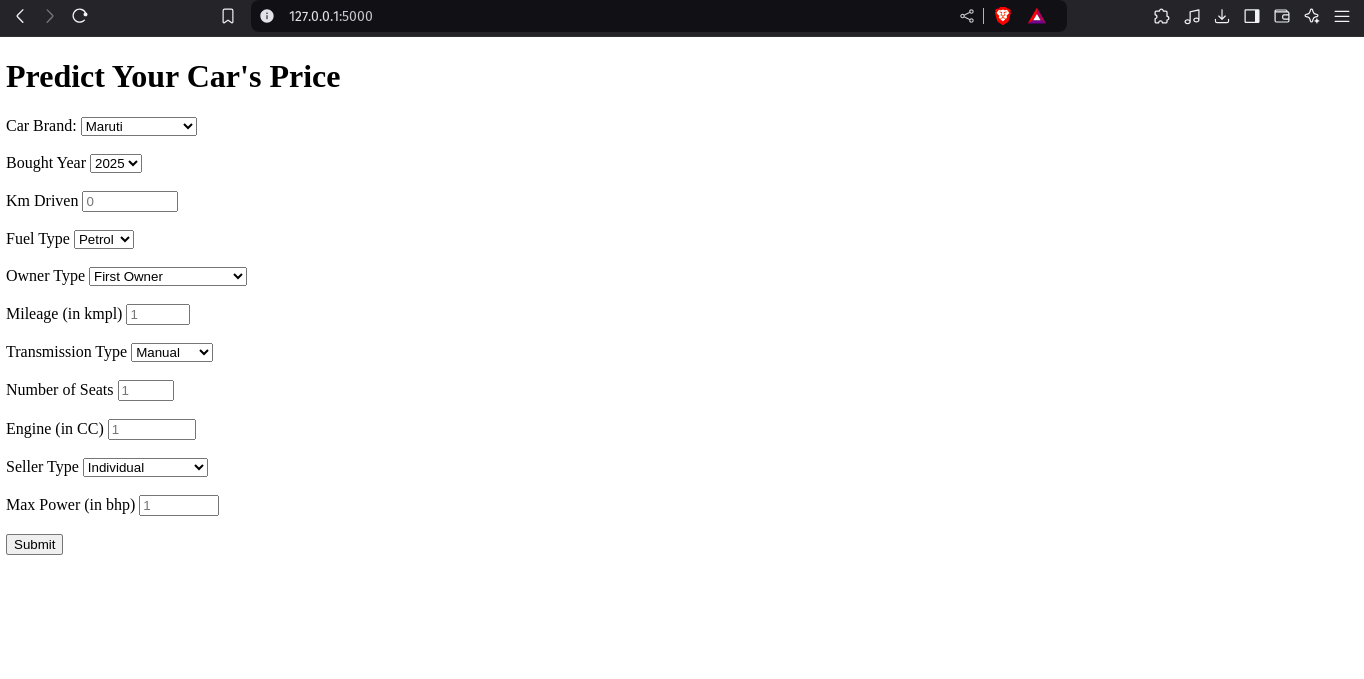 127.0.0.1:5000
Predict Your Car's Price
Car Brand: Maruti
Bought Year 2025
Km Driven 0
Fuel Type Petrol
Owner Type First Owner
Mileage (in kmpl) 1
Transmission Type Manual
Number of Seats 1
Engine (in CC) 1
Seller Type Individual
Max Power (in bhp) 1
Submit